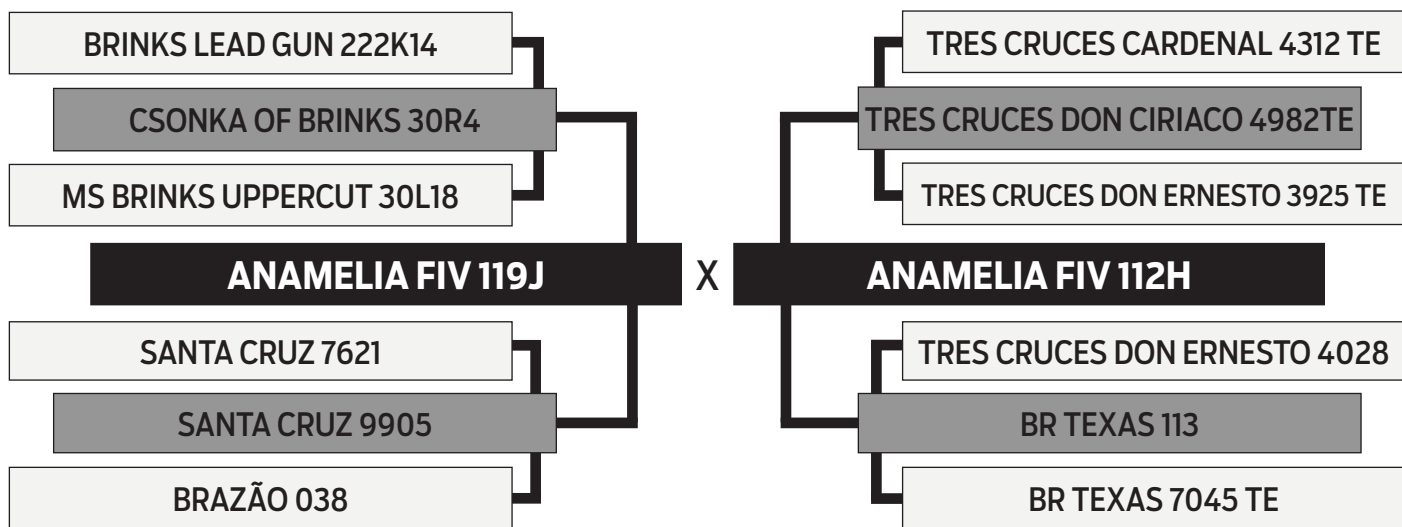 BRINKS LEAD GUN 222K14
CSONKA OF BRINKS 30R4
MS BRINKS UPPERCUT 30L18
ANAMELIA FIV 119J
SANTA CRUZ 7621
SANTA CRUZ 9905
BRAZÃO 038
X
TRES CRUCES CARDENAL 4312 TE
TRES CRUCES DON CIRIACO 4982TE
TRES CRUCES DON ERNESTO 3925 TE
ANAMELIA FIV 112H
TRES CRUCES DON ERNESTO 4028
BR TEXAS 113
BR TEXAS 7045 TE